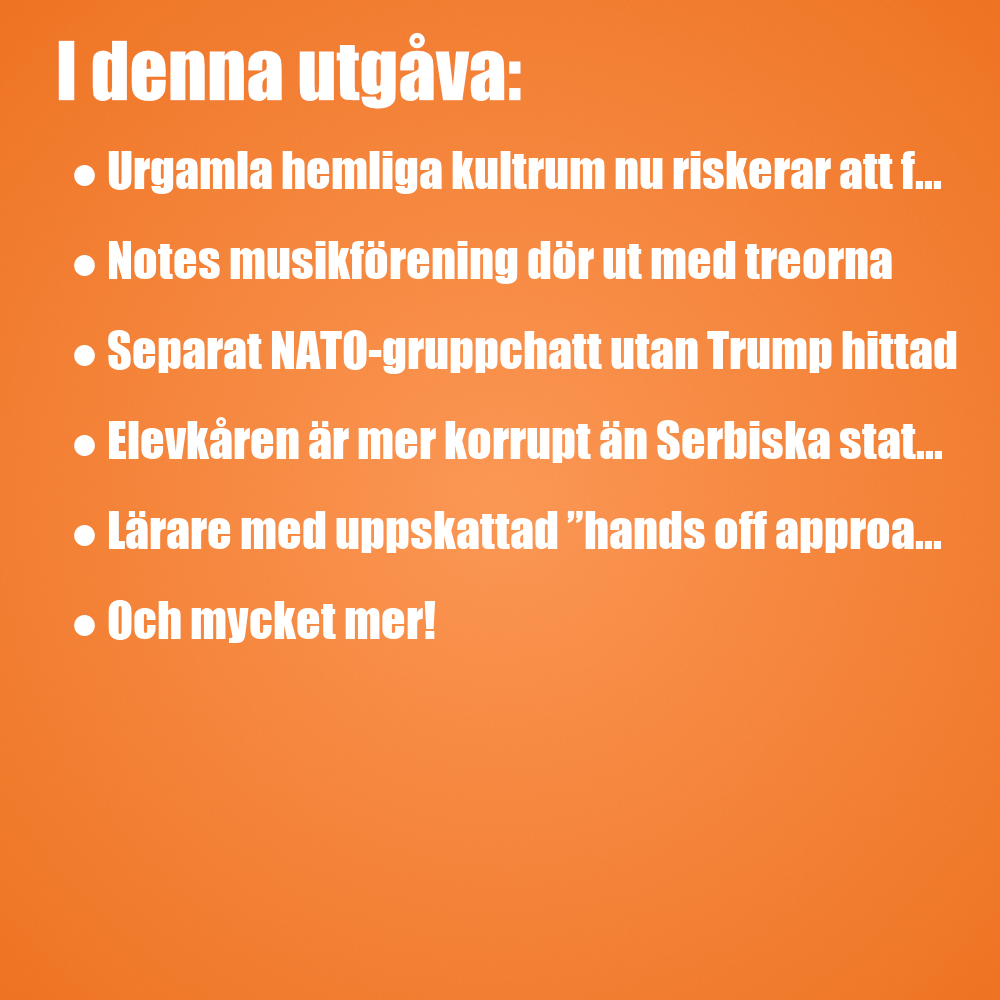 I denna utgåva:
• Urgamla hemliga kultrum nu riskerar att f...
• Notes musikförening dör ut med treorna
• Separat NATO-gruppchatt utan Trump hittad
• Elevkåren är mer korrupt än Serbiska stat...
• Lärare med uppskattad ”hands off approa...
• Och mycket mer!